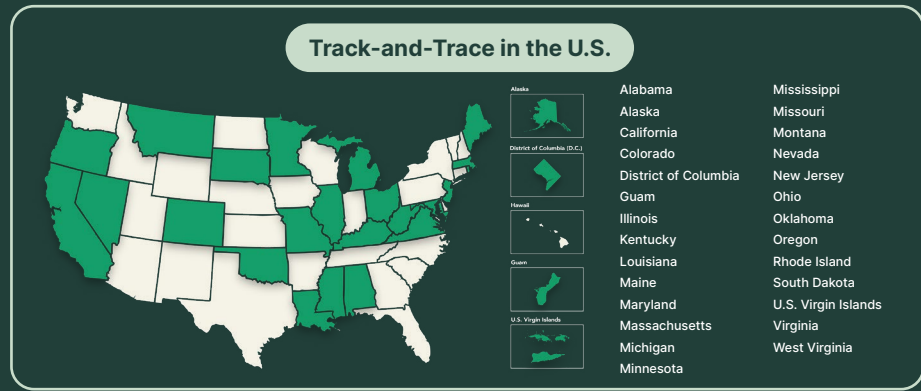 Track-and-Trace in the U.S.
Alaska
District of Columbia (D.C.)
Hawaii
Guam
U.S. Virgin Islands
Alabama
Alaska
California
Colorado
District of Columbia
Guam
Illinois
Kentucky
Louisiana
Maine
Maryland
Massachusetts
Michigan
Minnesota
Mississippi
Missouri
Montana
Nevada
New Jersey
Ohio
Oklahoma
Oregon
Rhode Island
South Dakota
U.S. Virgin Islands
Virginia
West Virginia